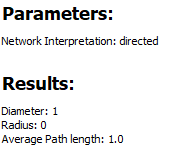 Parameters:
Network Interpretation: directed
Results:
Diameter: 1
Radius: 0
Average Path length: 1.0